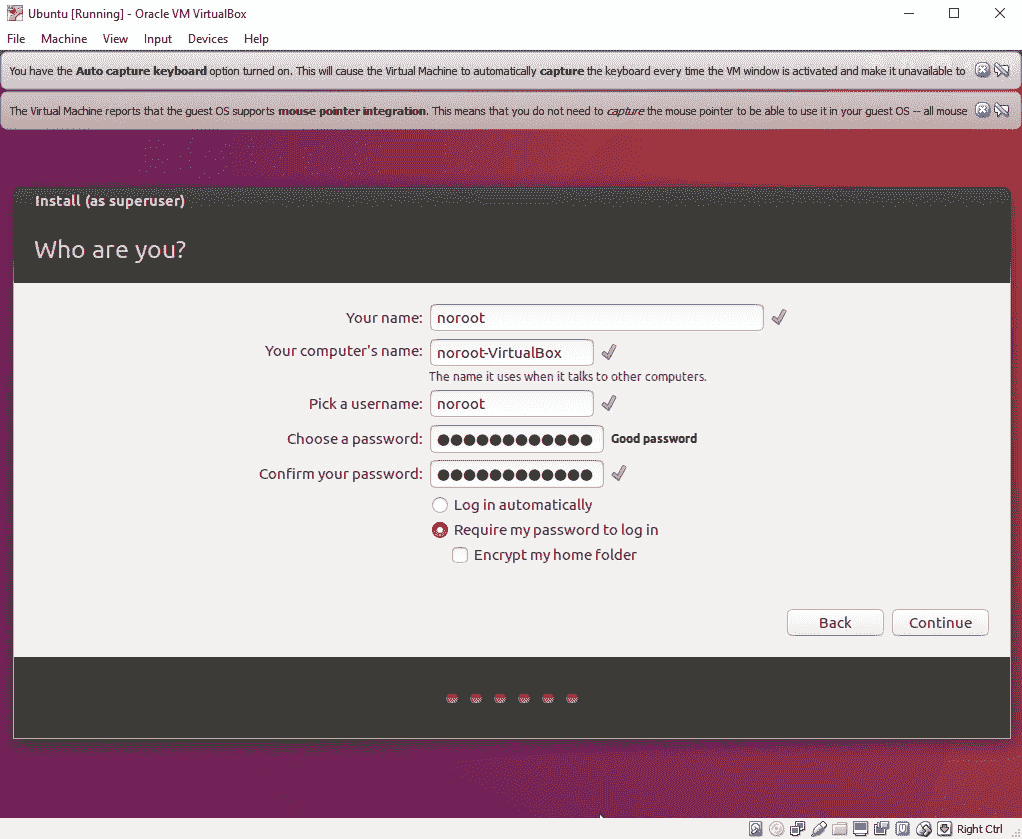 Ubuntu [Running] - Oracle VM VirtualBox
File Machine View Input Devices Help
You have the Auto capture keyboard option turned on. This will cause the Virtual Machine to automatically capture the keyboard every time the VM window is activated and make it unavailable to
The Virtual Machine reports that the guest OS supports mouse pointer integration. This means that you do not need to capture the mouse pointer to be able to use it in your guest OS -- all mouse
Install (as superuser)
Who are you?
Your name: noroot
Your computer's name: noroot-VirtualBox
The name it uses when it talks to other computers.
Pick a username: noroot
Choose a password: ●●●●●●●●●●●● Good password
Confirm your password: ●●●●●●●●●●●●
Log in automatically
Require my password to log in
Encrypt my home folder
Back Continue
Right Ctrl